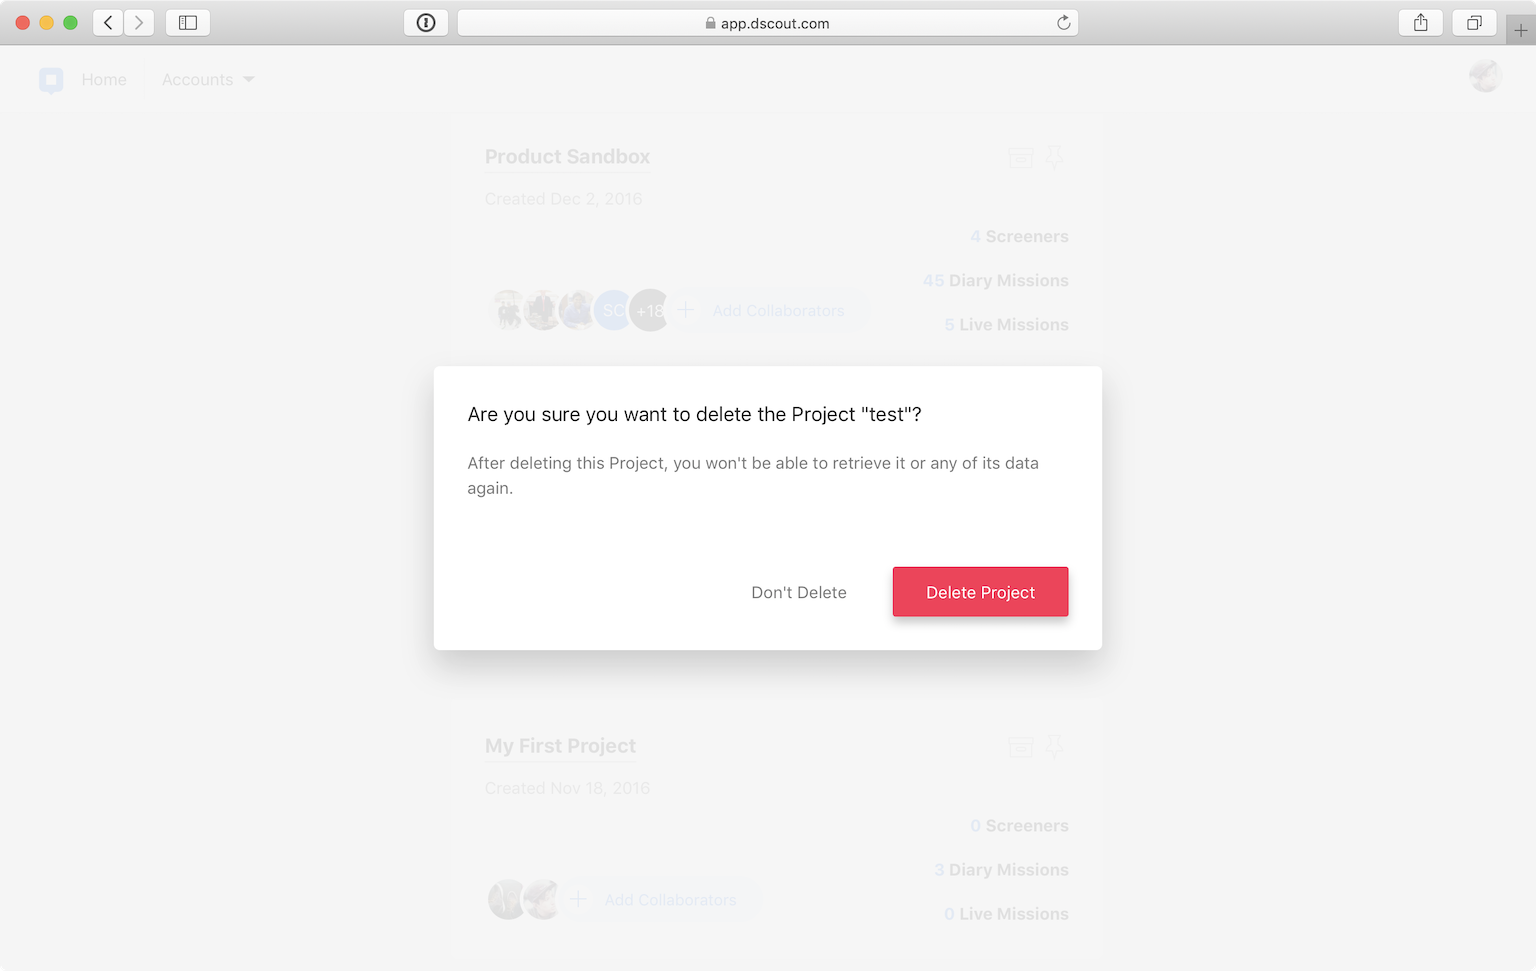 app.dscout.com
Home
Accounts
Product Sandbox
Created Dec 2, 2016
4 Screeners
45 Diary Missions
5 Live Missions
SC
+18
Add Collaborators
Are you sure you want to delete the Project "test"?
After deleting this Project, you won't be able to retrieve it or any of its data
again.
Don't Delete
Delete Project
My First Project
Created Nov 18, 2016
0 Screeners
3 Diary Missions
0 Live Missions
Add Collaborators